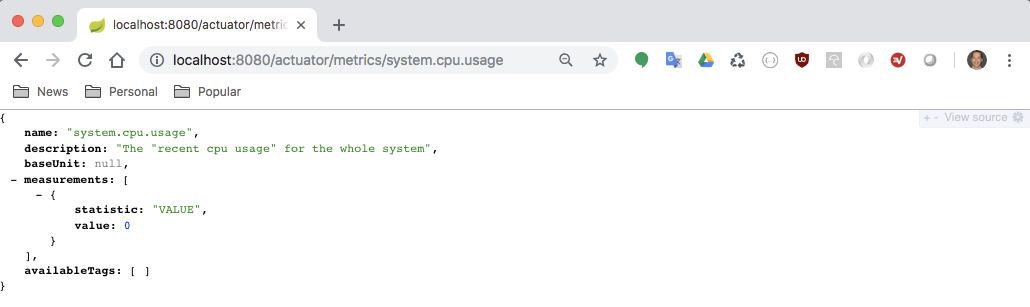 localhost:8080/actuator/metric
localhost:8080/actuator/metrics/system.cpu.usage
News Personal Popular
+ - View source
{
name: "system.cpu.usage",
description: "The "recent cpu usage" for the whole system",
baseUnit: null,
- measurements: [
- {
statistic: "VALUE",
value: 0
}
],
availableTags: [ ]
}